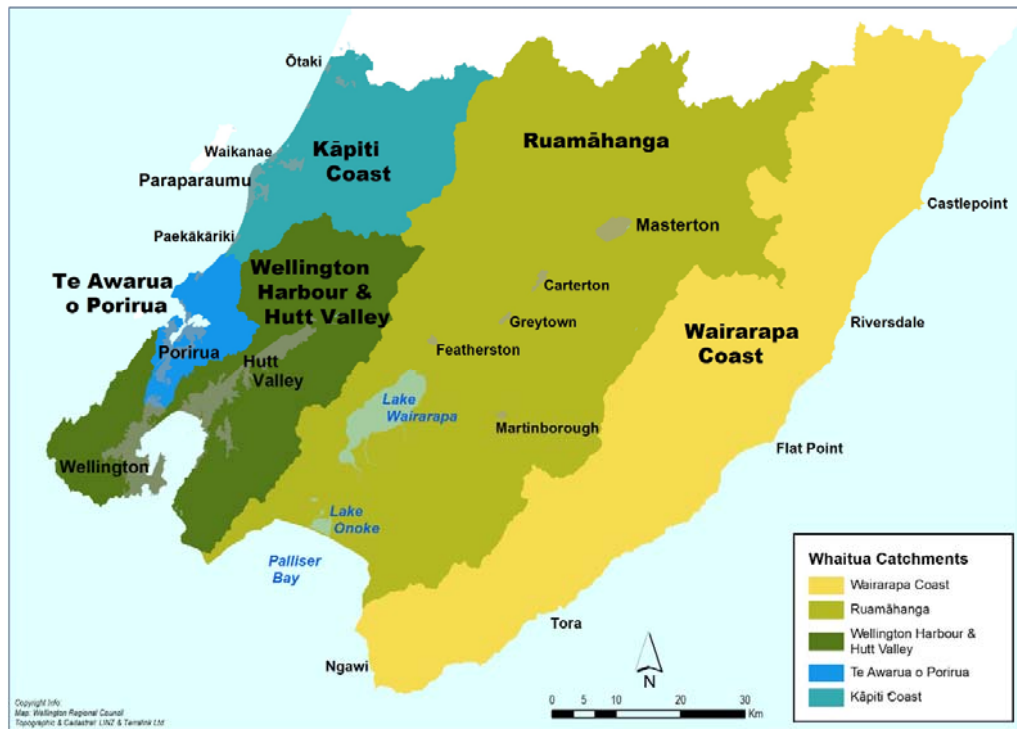 Ōtaki
Waikanae
Paraparaumu
Paekākāriki
Kāpiti
Coast
Ruamāhanga
Masterton
Castlepoint
Te Awarua
o Porirua
Wellington
Harbour &
Hutt Valley
Porirua
Hutt
Valley
Carterton
Greytown
Featherston
Riversdale
Wairarapa
Coast
Lake
Wairarapa
Martinborough
Flat Point
Wellington
Lake
Onoke
Palliser
Bay
Tora
Ngawi
N
0 5 10 20 30
Km
Whaitua Catchments
Wairarapa Coast
Ruamāhanga
Wellington Harbour &
Hutt Valley
Te Awarua o Porirua
Kāpiti Coast
Copyright Info:
Map: Wellington Regional Council
Topographic & Cadastral: LINZ & Terralink Ltd